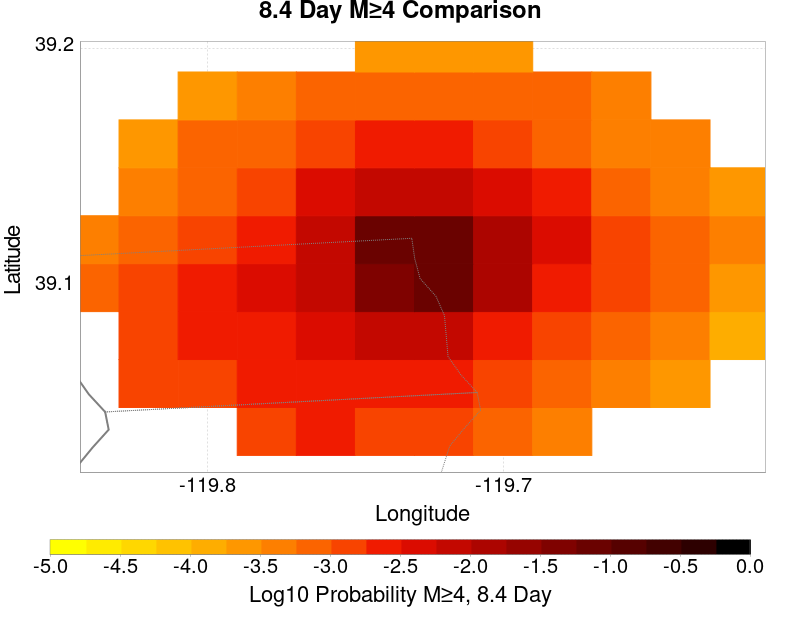 8.4 Day M≥4 Comparison
39.2
39.1
Latitude
-119.8 -119.7
Longitude
-5.0 -4.5 -4.0 -3.5 -3.0 -2.5 -2.0 -1.5 -1.0 -0.5 0.0
Log10 Probability M≥4, 8.4 Day